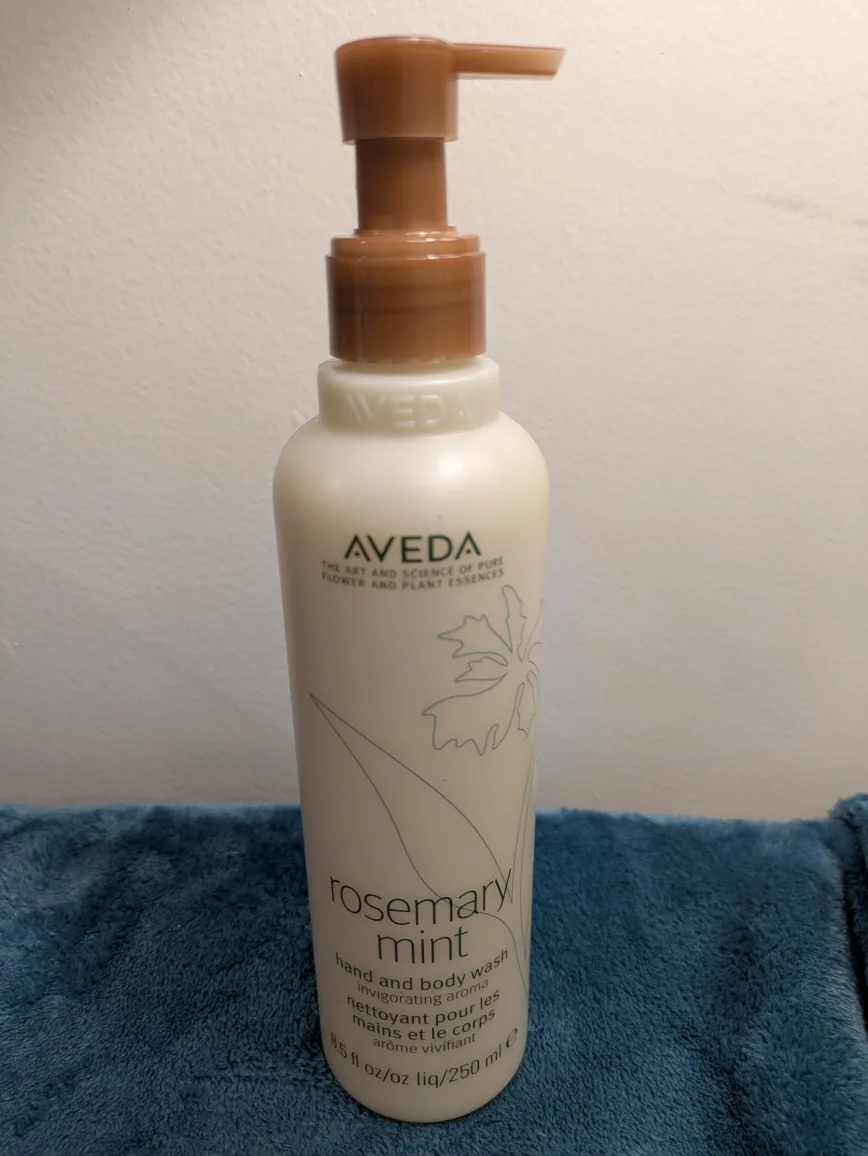 AVEDA
AVEDA
THE ART AND SCIENCE OF PURE
FLOWER AND PLANT ESSENCES
rosemary
mint
hand and body wash
invigorating aroma
nettoyant pour les
mains et le corps
arôme vivifiant
8.5 fl oz/oz liq/250 ml ℮